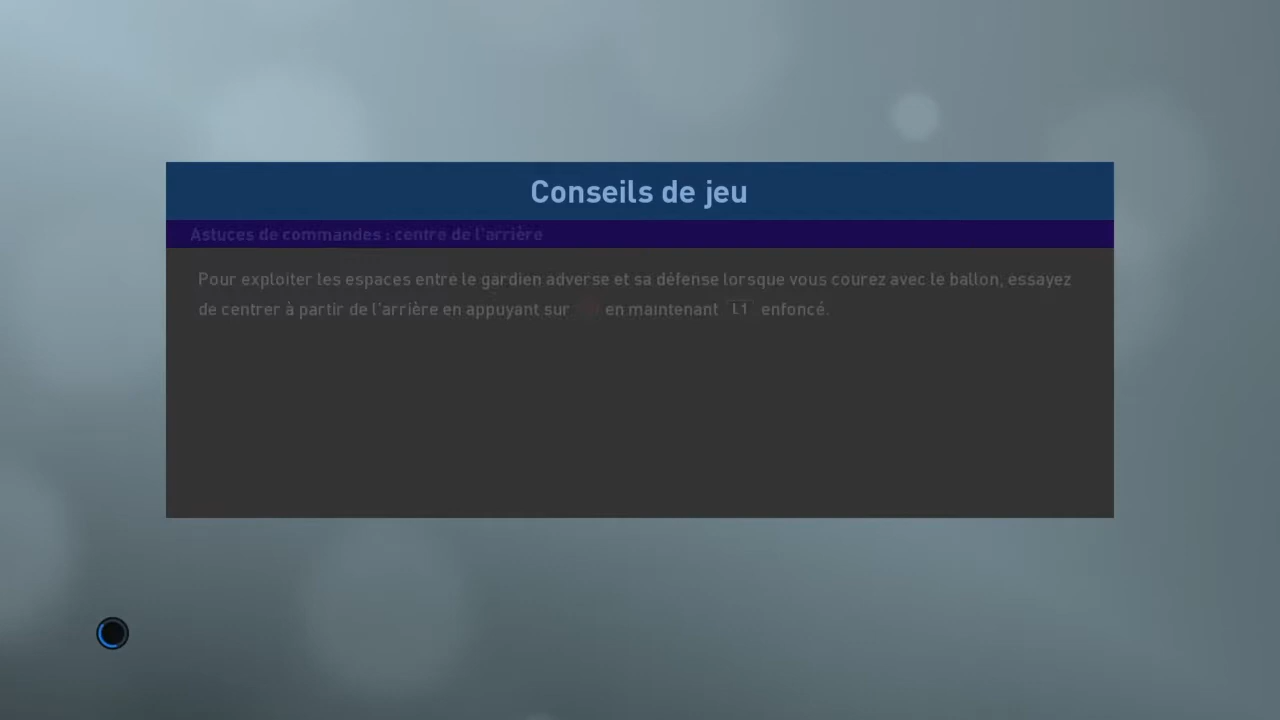 Conseils de jeu
Astuces de commandes : centre de l'arrière
Pour exploiter les espaces entre le gardien adverse et sa défense lorsque vous courez avec le ballon, essayez
de centrer à partir de l'arrière en appuyant sur en maintenant L1 enfoncé.